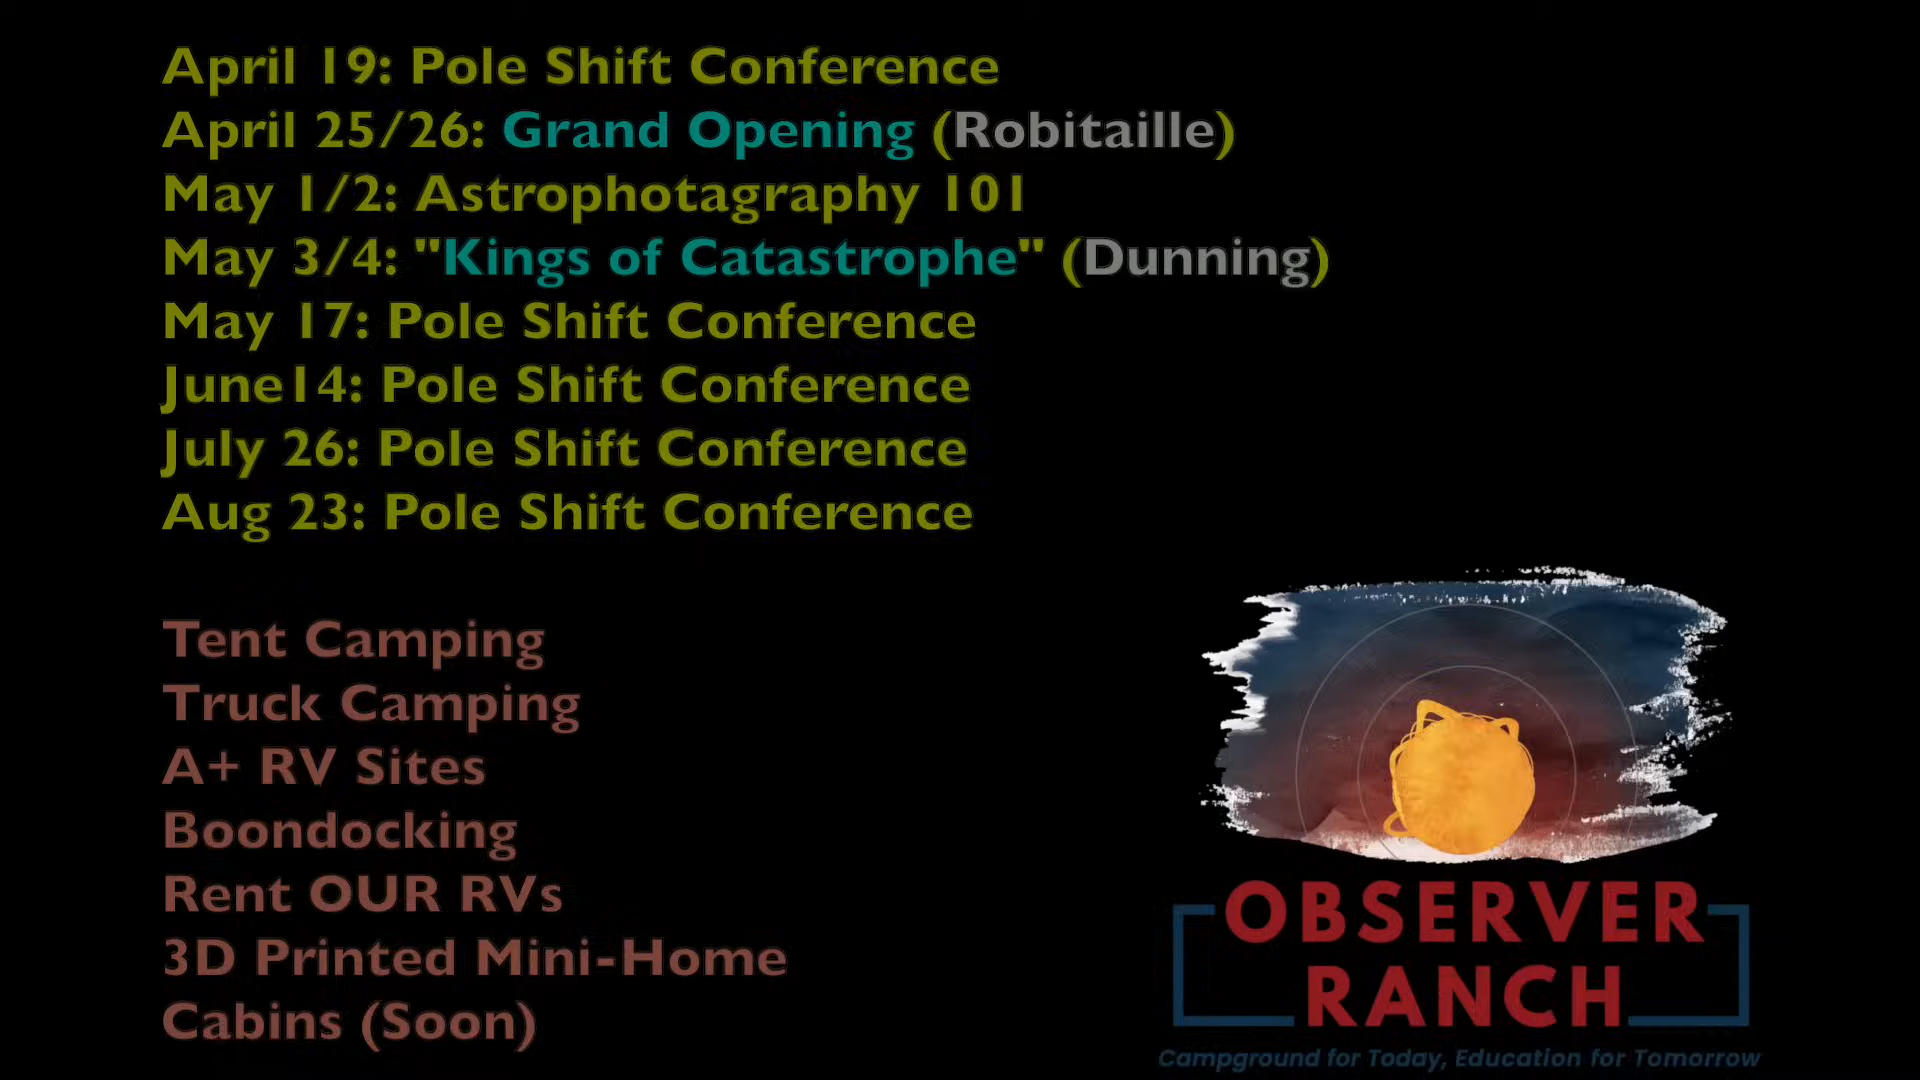 April 19: Pole Shift Conference
April 25/26: Grand Opening (Robitaille)
May 1/2: Astrophotagraphy 101
May 3/4: "Kings of Catastrophe" (Dunning)
May 17: Pole Shift Conference
June14: Pole Shift Conference
July 26: Pole Shift Conference
Aug 23: Pole Shift Conference
Tent Camping
Truck Camping
A+ RV Sites
Boondocking
Rent OUR RVs
3D Printed Mini-Home
Cabins (Soon)
OBSERVER
RANCH
Campground for Today, Education for Tomorrow